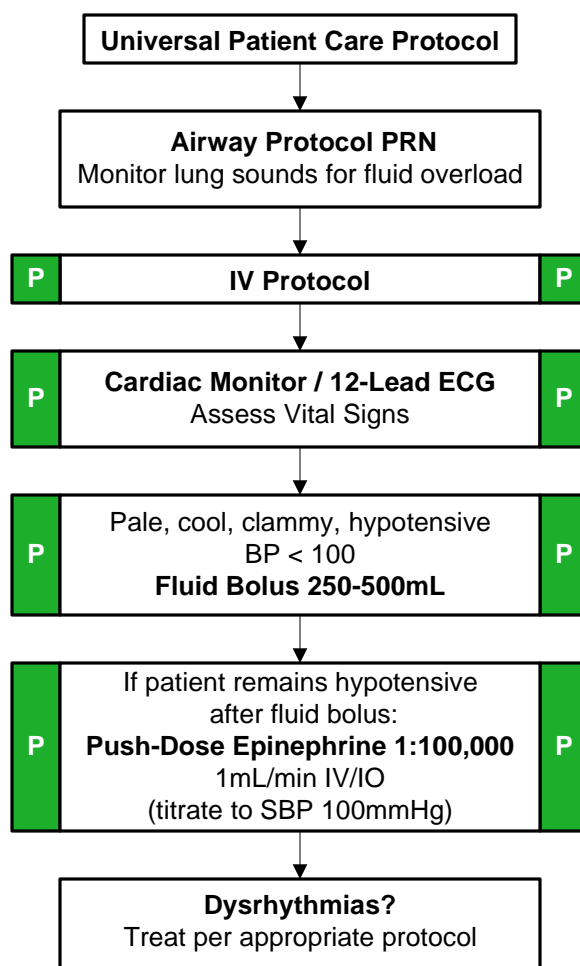 Universal Patient Care Protocol
Airway Protocol PRN
Monitor lung sounds for fluid overload
P IV Protocol P
Cardiac Monitor / 12-Lead ECG
P Assess Vital Signs P
Pale, cool, clammy, hypotensive
P BP < 100 P
Fluid Bolus 250-500mL
If patient remains hypotensive
after fluid bolus:
P Push-Dose Epinephrine 1:100,000 P
1mL/min IV/IO
(titrate to SBP 100mmHg)
Dysrhythmias?
Treat per appropriate protocol